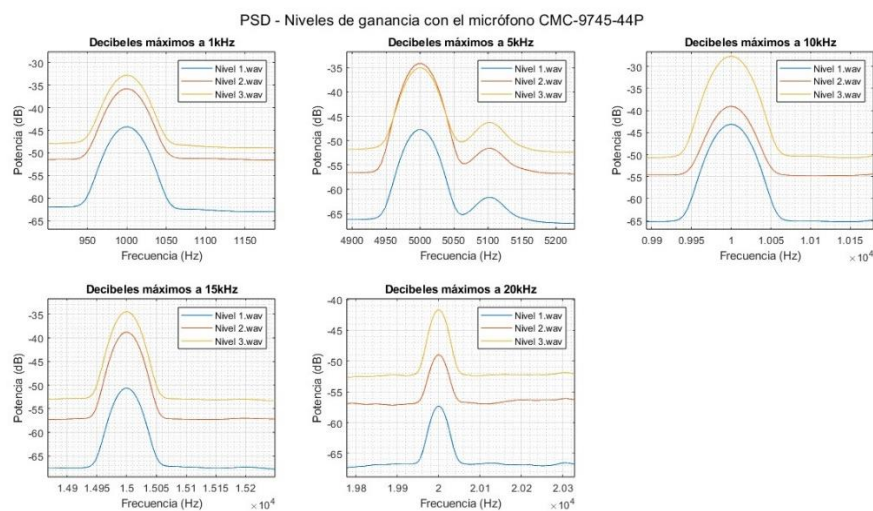 PSD - Niveles de ganancia con el micrófono CMC-9745-44P
Decibeles máximos a 1kHz
Potencia (dB)
-30
-35
-40
-45
-50
-55
-60
-65
Nivel 1.wav
Nivel 2.wav
Nivel 3.wav
950 1000 1050 1100 1150
Frecuencia (Hz)
Decibeles máximos a 5kHz
Potencia (dB)
-35
-40
-45
-50
-55
-60
-65
Nivel 1.wav
Nivel 2.wav
Nivel 3.wav
4900 4950 5000 5050 5100 5150 5200
Frecuencia (Hz)
Decibeles máximos a 10kHz
Potencia (dB)
-30
-35
-40
-45
-50
-55
-60
-65
Nivel 1.wav
Nivel 2.wav
Nivel 3.wav
0.99 0.995 1 1.005 1.01
Frecuencia (Hz)
×10⁴
Decibeles máximos a 15kHz
Potencia (dB)
-35
-40
-45
-50
-55
-60
-65
Nivel 1.wav
Nivel 2.wav
Nivel 3.wav
1.49 1.495 1.5 1.505 1.51 1.515 1.52
Frecuencia (Hz)
×10⁴
Decibeles máximos a 20kHz
Potencia (dB)
-40
-45
-50
-55
-60
-65
Nivel 1.wav
Nivel 2.wav
Nivel 3.wav
1.98 1.99 2 2.01 2.02 2.03
Frecuencia (Hz)
×10⁴